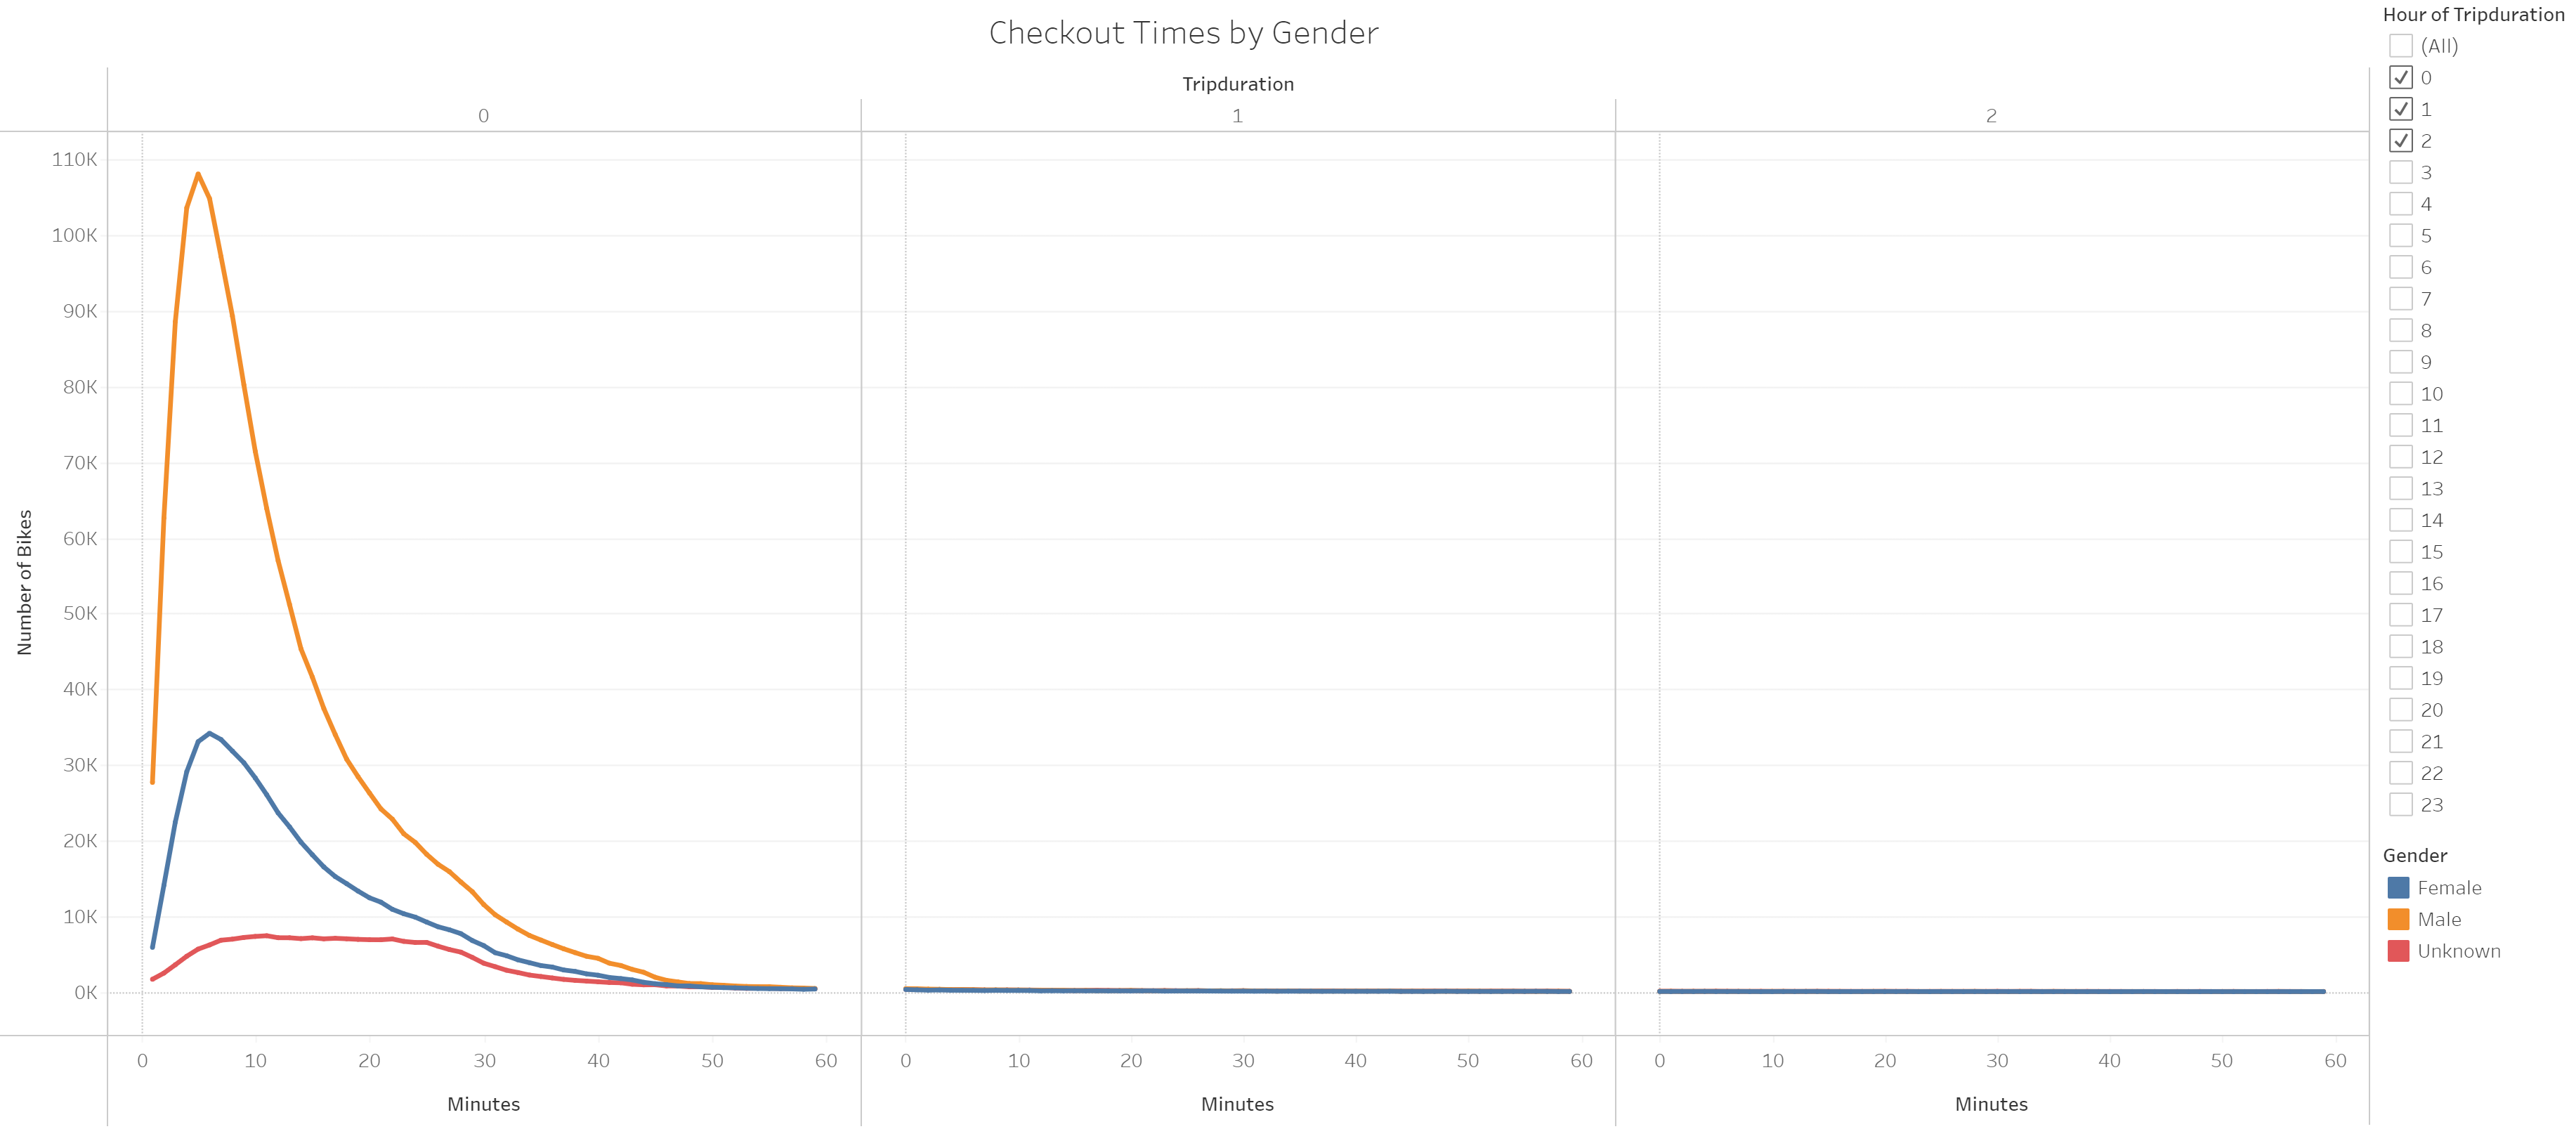 Checkout Times by Gender
Tripduration
0 1 2
110K
100K
90K
80K
70K
60K
50K
40K
30K
20K
10K
0K
Number of Bikes
0 10 20 30 40 50 60 0 10 20 30 40 50 60 0 10 20 30 40 50 60
Minutes Minutes Minutes
Hour of Tripduration
(All)
0
1
2
3
4
5
6
7
8
9
10
11
12
13
14
15
16
17
18
19
20
21
22
23
Gender
Female
Male
Unknown